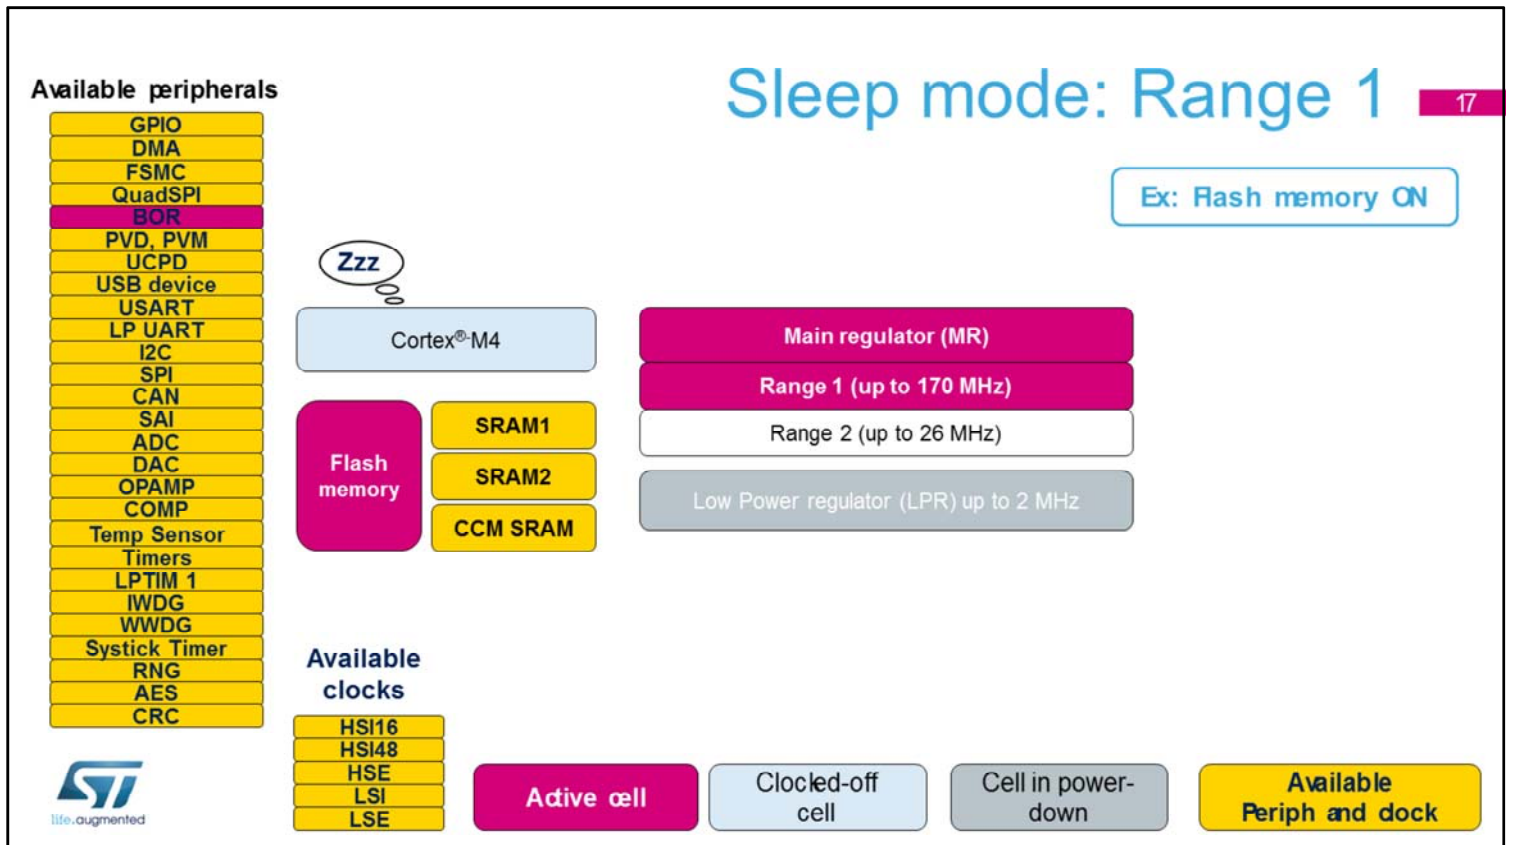 Sleep mode: Range 1
17
Ex: Flash memory ON
Available peripherals
GPIO
DMA
FSMC
QuadSPI
BOR
PVD, PVM
UCPD
USB device
USART
LP UART
I2C
SPI
CAN
SAI
ADC
DAC
OPAMP
COMP
Temp Sensor
Timers
LPTIM 1
IWDG
WWDG
Systick Timer
RNG
AES
CRC
Zzz
Cortex®-M4
Flash
memory
SRAM1
SRAM2
CCM SRAM
Main regulator (MR)
Range 1 (up to 170 MHz)
Range 2 (up to 26 MHz)
Low Power regulator (LPR) up to 2 MHz
Available
clocks
HSI16
HSI48
HSE
LSI
LSE
Active cell
Clocked-off
cell
Cell in power-
down
Available
Periph and clock
ST
life.augmented